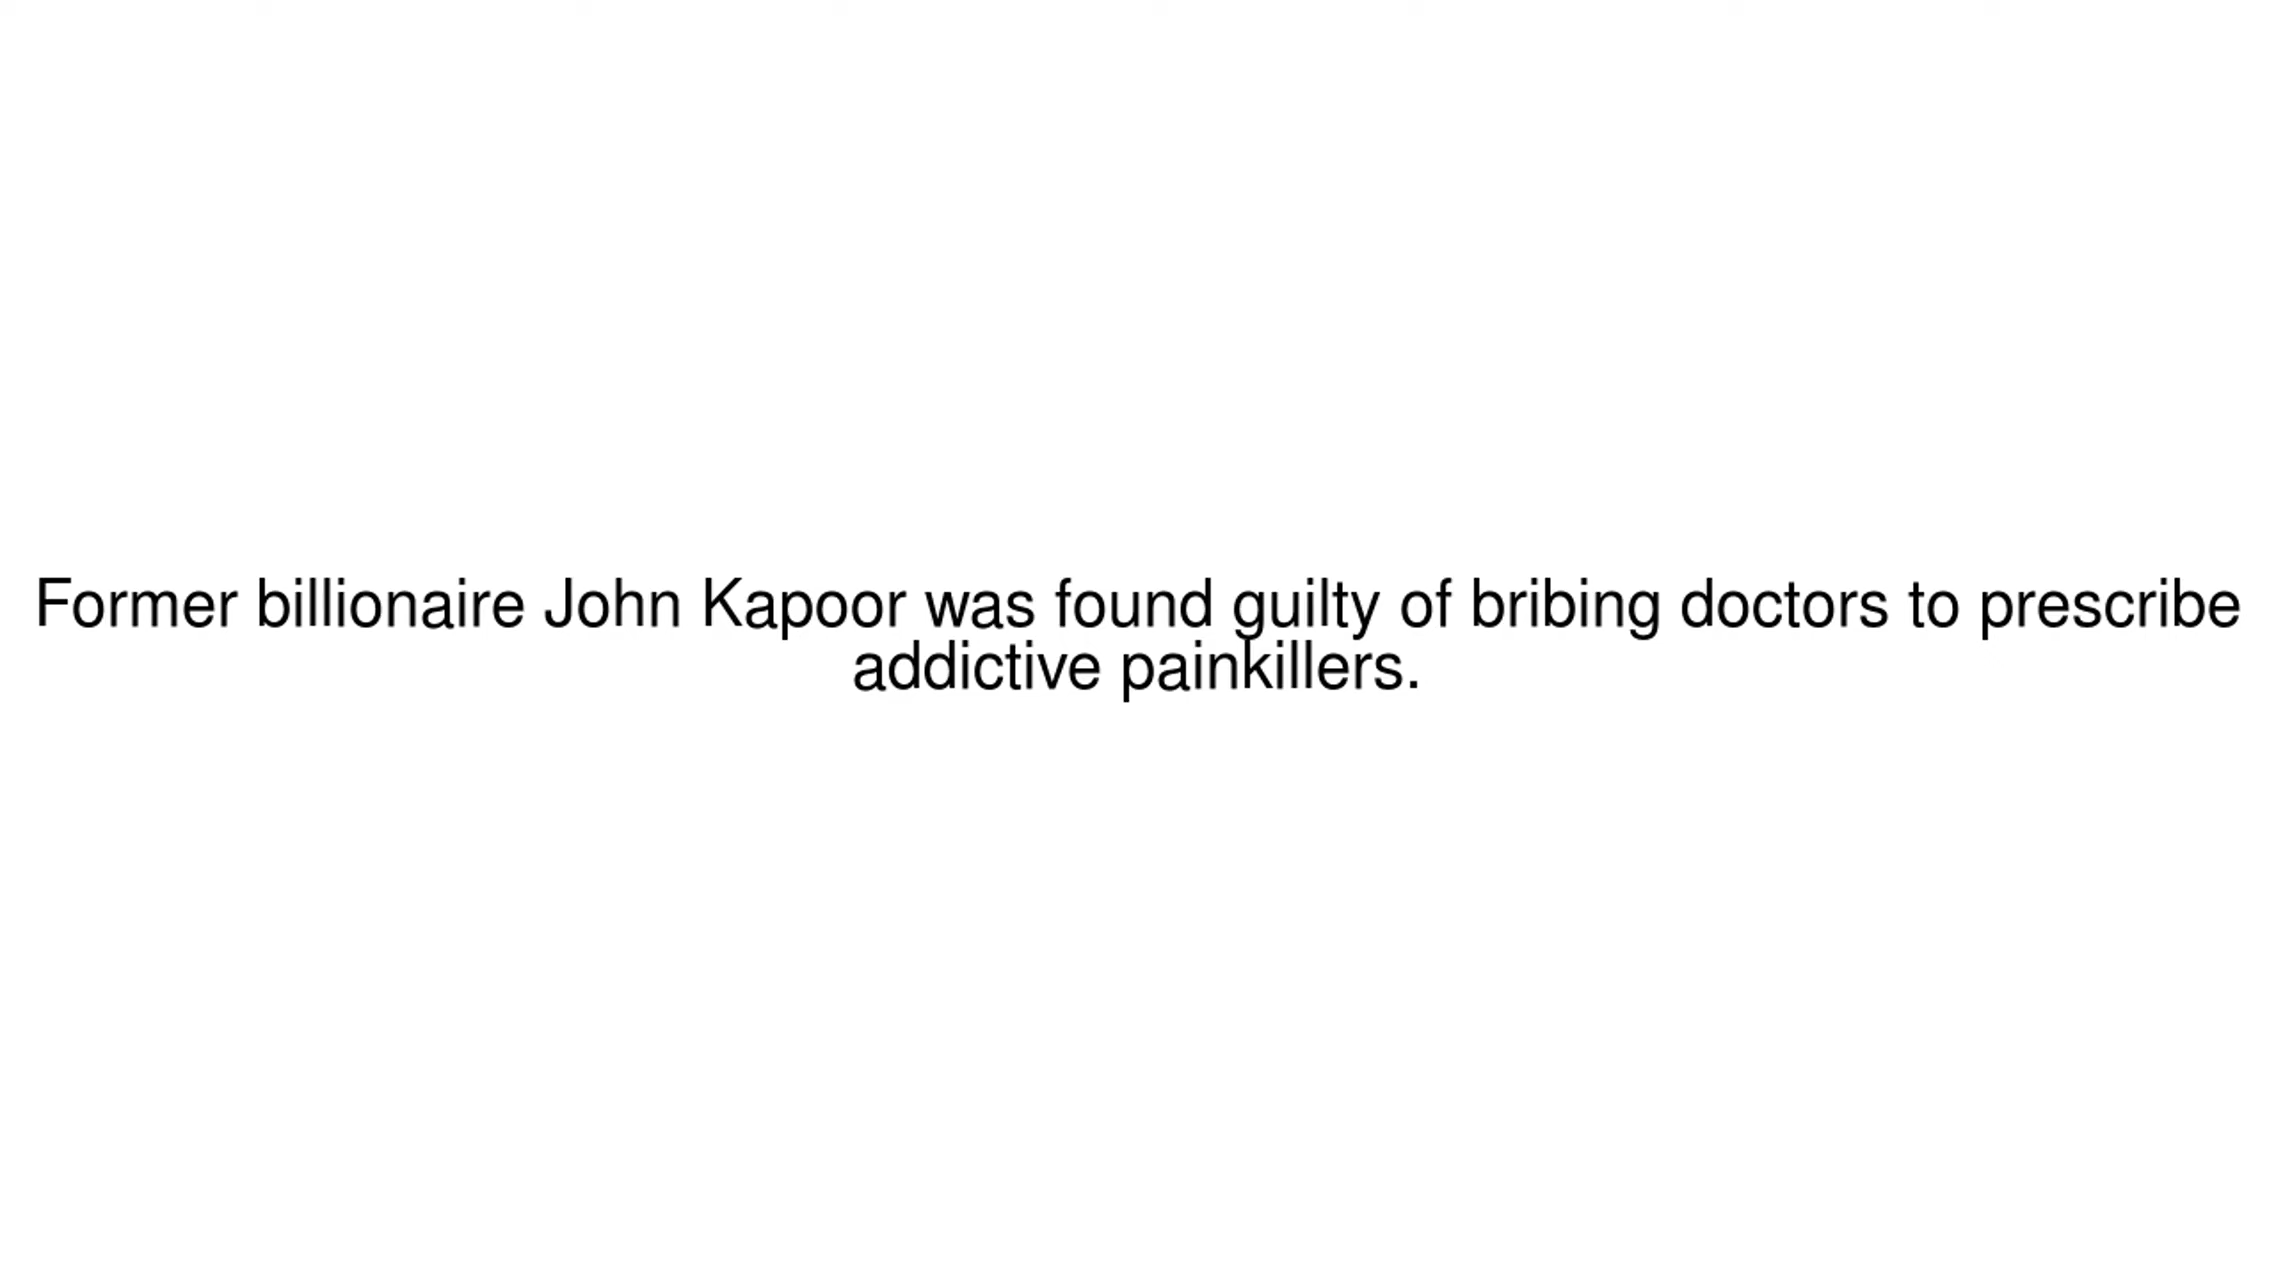 Former billionaire John Kapoor was found guilty of bribing doctors to prescribe
addictive painkillers.